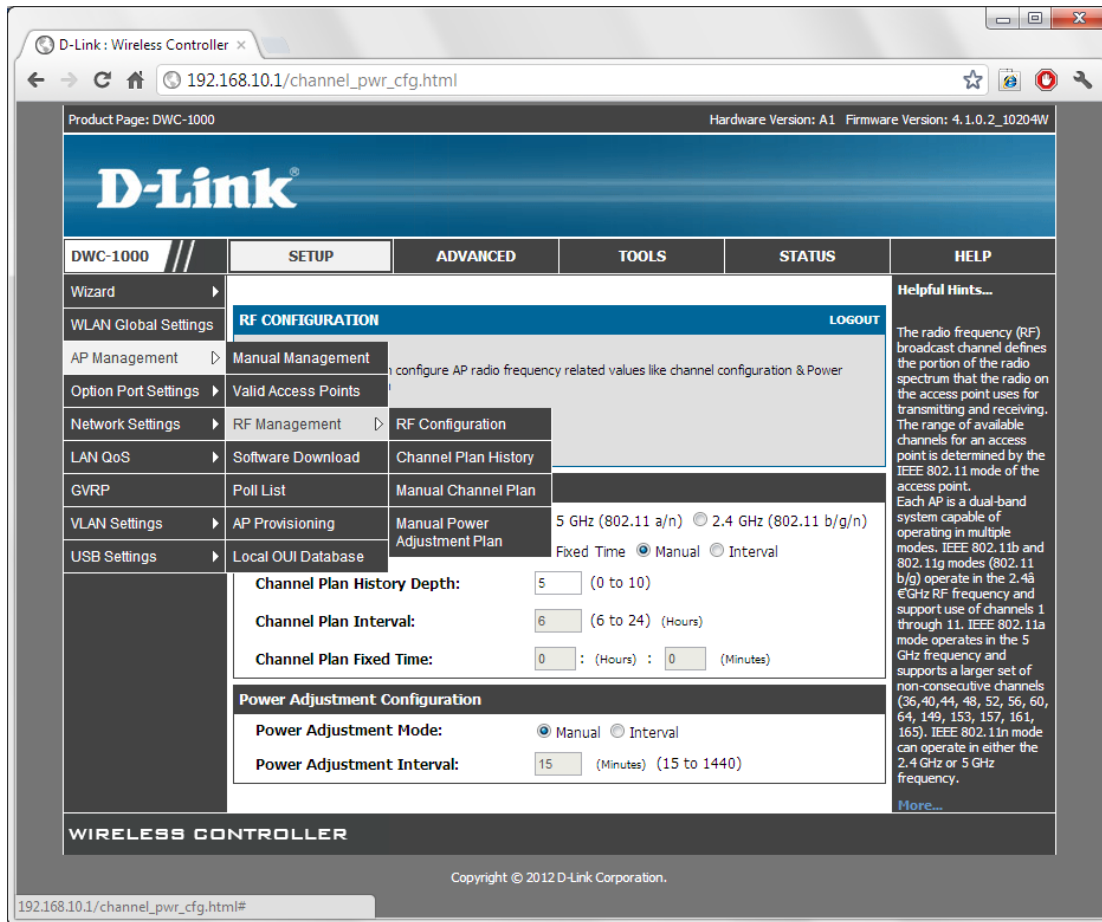 D-Link : Wireless Controller
192.168.10.1/channel_pwr_cfg.html
Product Page: DWC-1000
Hardware Version: A1 Firmware Version: 4.1.0.2_10204W
D-Link®
DWC-1000
SETUP
ADVANCED
TOOLS
STATUS
HELP
Wizard
WLAN Global Settings
AP Management
Option Port Settings
Network Settings
LAN QoS
GVRP
VLAN Settings
USB Settings
Manual Management
Valid Access Points
RF Management
Software Download
Poll List
AP Provisioning
Local OUI Database
RF Configuration
Channel Plan History
Manual Channel Plan
Manual Power
Adjustment Plan
RF CONFIGURATION
LOGOUT
configure AP radio frequency related values like channel configuration & Power
5 GHz (802.11 a/n) 2.4 GHz (802.11 b/g/n)
Fixed Time Manual Interval
Channel Plan History Depth: 5 (0 to 10)
Channel Plan Interval: 6 (6 to 24) (Hours)
Channel Plan Fixed Time: 0 : (Hours) : 0 (Minutes)
Power Adjustment Configuration
Power Adjustment Mode: Manual Interval
Power Adjustment Interval: 15 (Minutes) (15 to 1440)
Helpful Hints...
The radio frequency (RF)
broadcast channel defines
the portion of the radio
spectrum that the radio on
the access point uses for
transmitting and receiving.
The range of available
channels for an access
point is determined by the
IEEE 802.11 mode of the
access point.
Each AP is a dual-band
system capable of
operating in multiple
modes. IEEE 802.11b and
802.11g modes (802.11
b/g) operate in the 2.4â
€˜GHz RF frequency and
support use of channels 1
through 11. IEEE 802.11a
mode operates in the 5
GHz frequency and
supports a larger set of
non-consecutive channels
(36,40,44, 48, 52, 56, 60,
64, 149, 153, 157, 161,
165). IEEE 802.11n mode
can operate in either the
2.4 GHz or 5 GHz
frequency.
More...
WIRELESS CONTROLLER
Copyright © 2012 D-Link Corporation.
192.168.10.1/channel_pwr_cfg.html#